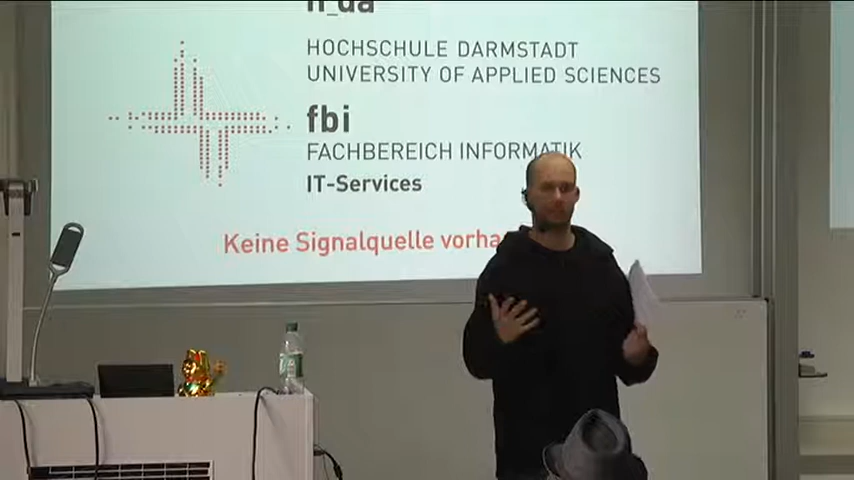 h_da
HOCHSCHULE DARMSTADT
UNIVERSITY OF APPLIED SCIENCES
fbi
FACHBEREICH INFORMATIK
IT-Services
Keine Signalquelle vorha